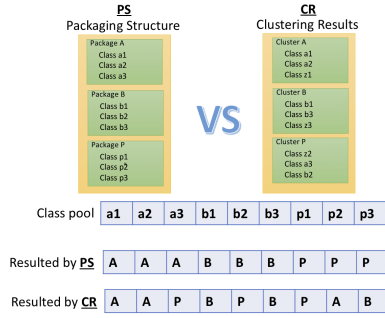 PS
Packaging Structure
Package A
Class a1
Class a2
Class a3
Package B
Class b1
Class b2
Class b3
Package P
Class p1
Class p2
Class p3
VS
CR
Clustering Results
Cluster A
Class a1
Class a2
Class z1
Cluster B
Class b1
Class b3
Class z3
Cluster P
Class z2
Class a3
Class b2
Class pool a1 a2 a3 b1 b2 b3 p1 p2 p3
Resulted by PS A A A B B B P P P
Resulted by CR A A P B P B P A B